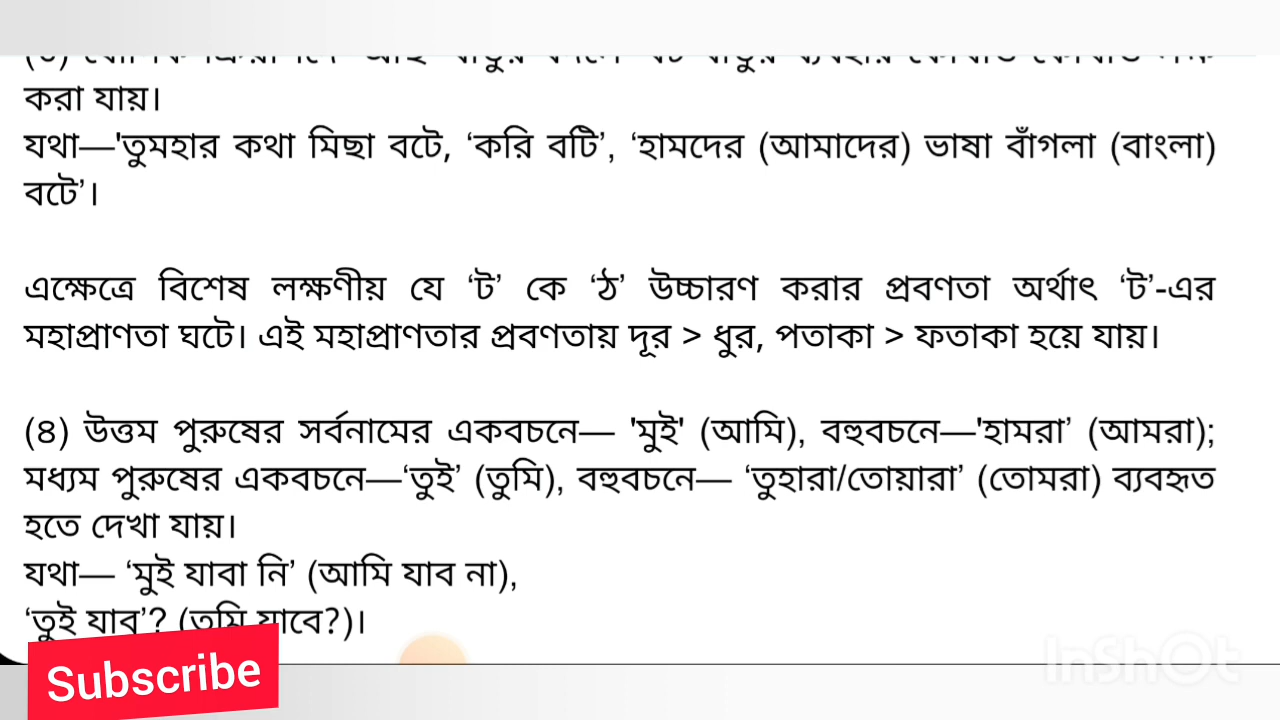 করা যায়।
যথা—'তুমহার কথা মিছা বটে, ‘করি বটি’, ‘হামদের (আমাদের) ভাষা বাঁগলা (বাংলা)
বটে’।
এক্ষেত্রে বিশেষ লক্ষণীয় যে ‘ট’ কে ‘ঠ’ উচ্চারণ করার প্রবণতা অর্থাৎ ‘ট’-এর
মহাপ্রাণতা ঘটে। এই মহাপ্রাণতার প্রবণতায় দূর > ধুর, পতাকা > ফতাকা হয়ে যায়।
(৪) উত্তম পুরুষের সর্বনামের একবচনে— 'মুই' (আমি), বহুবচনে—'হামরা’ (আমরা);
মধ্যম পুরুষের একবচনে—‘তুই’ (তুমি), বহুবচনে— ‘তুহারা/তোয়ারা’ (তোমরা) ব্যবহৃত
হতে দেখা যায়।
যথা— ‘মুই যাবা নি’ (আমি যাব না),
‘তুই যাব’? (তুমি যাবে?)।
Subscribe
InShOt